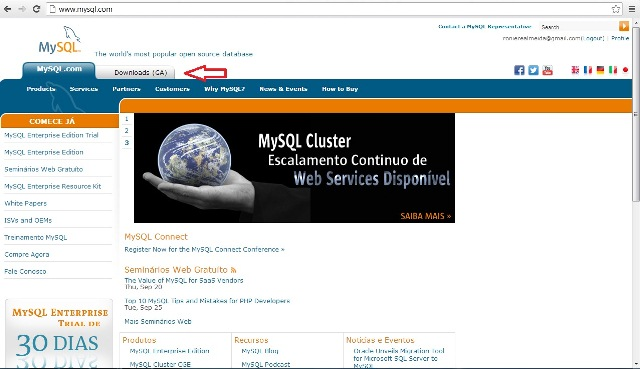 www.mysql.com
Contact a MySQL Representative
Search
ronierealmeida@gmail.com (Logout) | Profile
MySQL
The world's most popular open source database
MySQL.com
Downloads (GA)
Products Services Partners Customers Why MySQL? News & Events How to Buy
COMECE JÁ
MySQL Enterprise Edition Trial
MySQL Enterprise Edition
Seminários Web Gratuito
MySQL Enterprise Resource Kit
White Papers
ISVs and OEMs
Treinamento MySQL
Compre Agora
Fale Conosco
MySQL Enterprise
Trial de
30 DIAS
1
2
3
MySQL Cluster
Escalamento Continuo de
Web Services Disponível
SAIBA MAIS »
MySQL Connect
Register Now for the MySQL Connect Conference »
Seminários Web Gratuito
The Value of MySQL for SaaS Vendors
Thu, Sep 20
Top 10 MySQL Tips and Mistakes for PHP Developers
Tue, Sep 25
Mais Seminários Web
Produtos
MySQL Enterprise Edition
MySQL Cluster CGE
Recursos
MySQL Blog
MySQL Podcast
Notícias e Eventos
Oracle Unveils Migration Tool
for Microsoft SQL Server to
MySQL